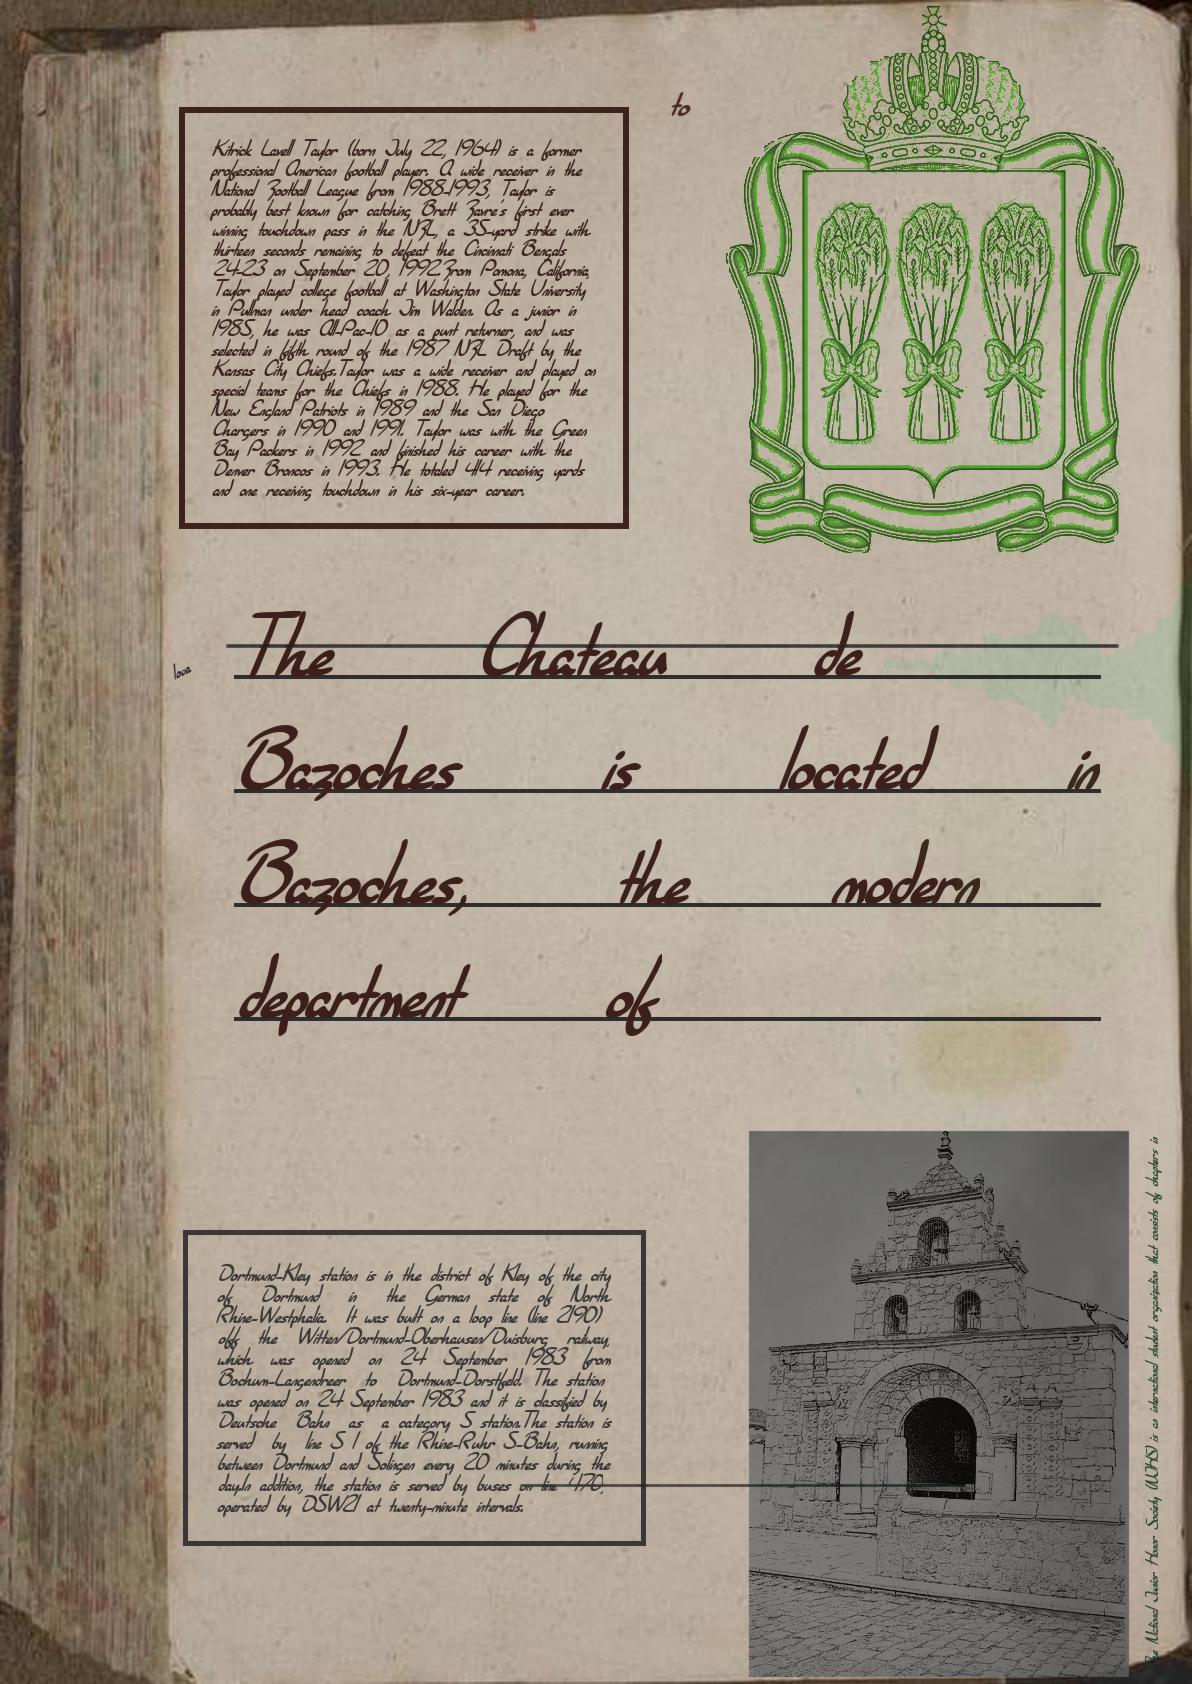 to
Kitrick Lavell Taylor (born July 22, 1964) is a former
professional American football player. A wide receiver in the
National Football League from 1988-1993, Taylor is
probably best known for catching Brett Favre's first ever
winning touchdown pass in the NFL, a 35-yard strike with
thirteen seconds remaining to defeat the Cincinnati Bengals
24-23 on September 20, 1992.From Pomona, California,
Taylor played college football at Washington State University
in Pullman under head coach Jim Walden. As a junior in
1985, he was All-Pac-10 as a punt returner, and was
selected in fifth round of the 1987 NFL Draft by the
Kansas City Chiefs.Taylor was a wide receiver and played on
special teams for the Chiefs in 1988. He played for the
New England Patriots in 1989 and the San Diego
Chargers in 1990 and 1991. Taylor was with the Green
Bay Packers in 1992 and finished his career with the
Denver Broncos in 1993. He totaled 414 receiving yards
and one receiving touchdown in his six-year career.
loca
The Chateau de
Bazoches is located in
Bazoches, the modern
department of
Dortmund-Kley station is in the district of Kley of the city
of Dortmund in the German state of North
Rhine-Westphalia. It was built on a loop line (line 2190)
off the Witten/Dortmund-Oberhausen/Duisburg railway,
which was opened on 24 September 1983 from
Bochum-Langendreer to Dortmund-Dorstfeld. The station
was opened on 24 September 1983 and it is classified by
Deutsche Bahn as a category 5 station.The station is
served by line S 1 of the Rhine-Ruhr S-Bahn, running
between Dortmund and Solingen every 20 minutes during the
day.In addition, the station is served by buses on line 470,
operated by DSW21 at twenty-minute intervals.
National Junior Honor Society (NJHS) is an international student organization that consists of chapters in